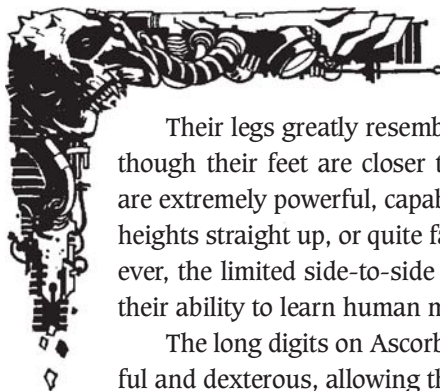 Their legs greatly resemb
though their feet are closer t
are extremely powerful, capab
heights straight up, or quite fa
ever, the limited side-to-side
their ability to learn human m
The long digits on Ascorb
ful and dexterous, allowing th